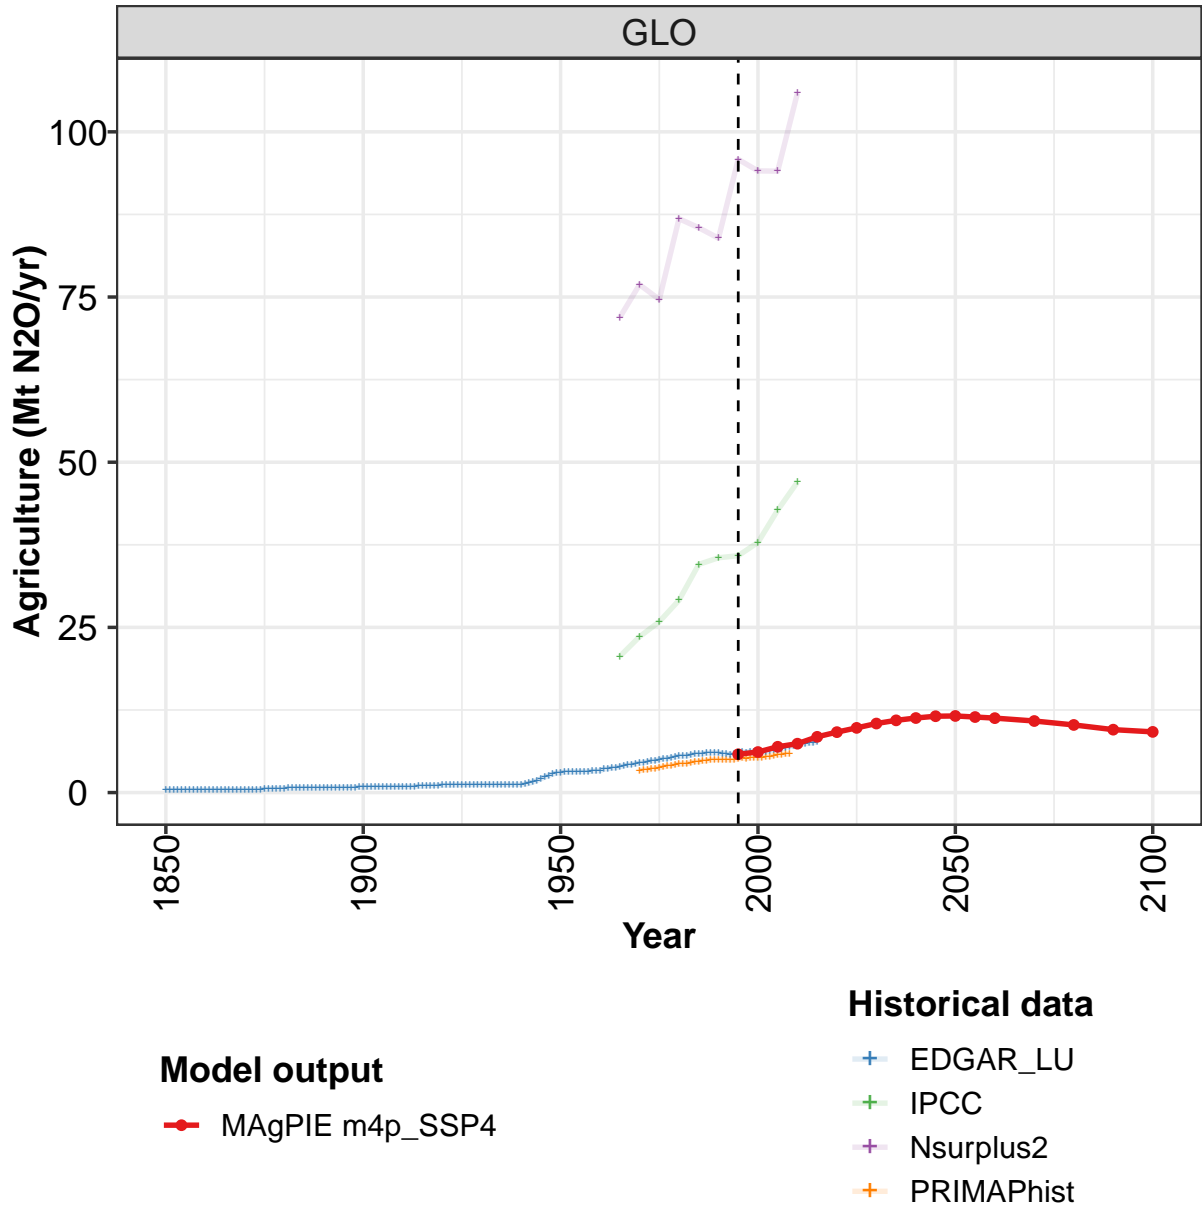 GLO
Agriculture (Mt N2O/yr)
100
75
50
25
0
1850
1900
1950
2000
2050
2100
Year
Model output
MAgPIE m4p_SSP4
Historical data
EDGAR_LU
IPCC
Nsurplus2
PRIMAPhist